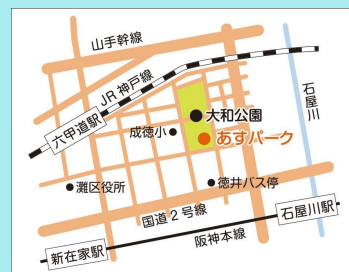 山手幹線
JR神戸線
六甲道駅
石屋川
大和公園
成徳小
あすパーク
灘区役所
徳井バス停
国道2号線
石屋川駅
新在家駅
阪神本線